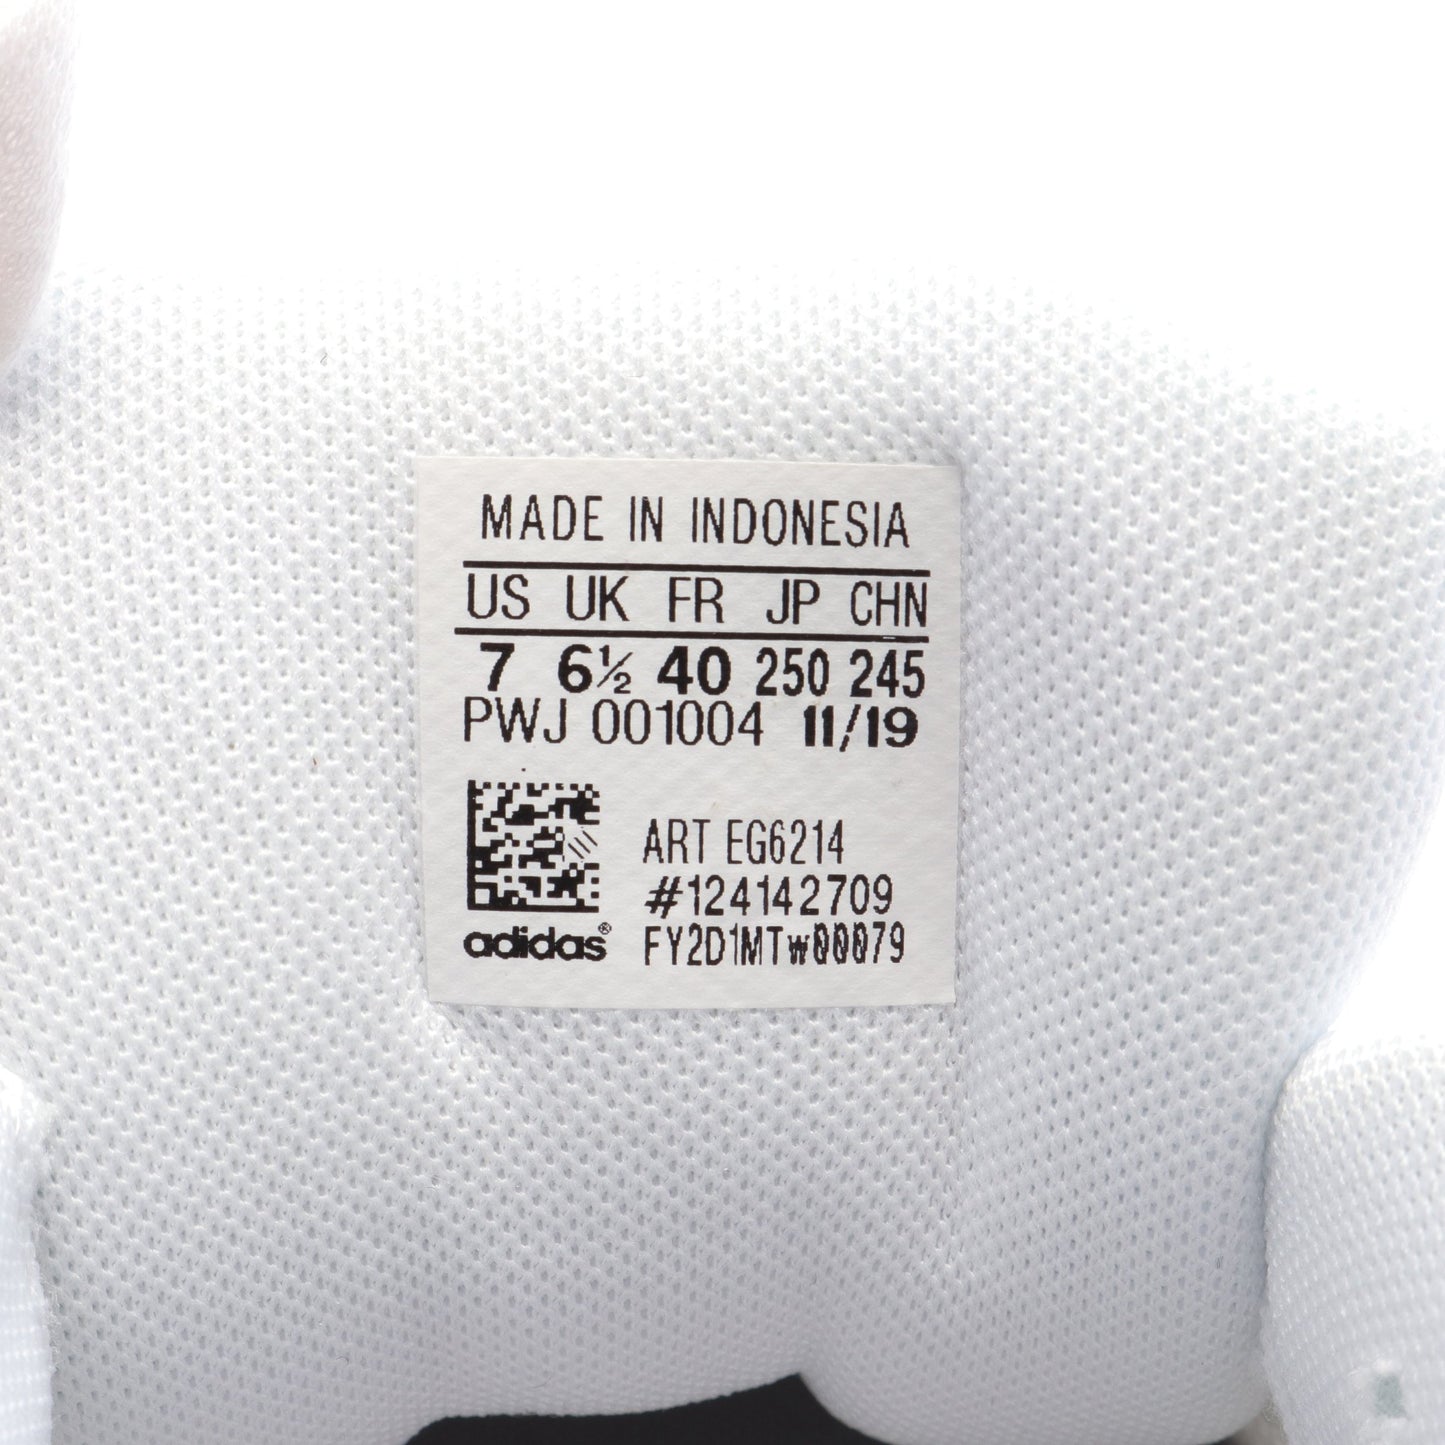 MADE IN INDONESIA
US UK FR JP CHN
7 6½ 40 250 245
PWJ 001004 11/19
ART EG6214
#124142709
adidas®
FY2D1MTw00079